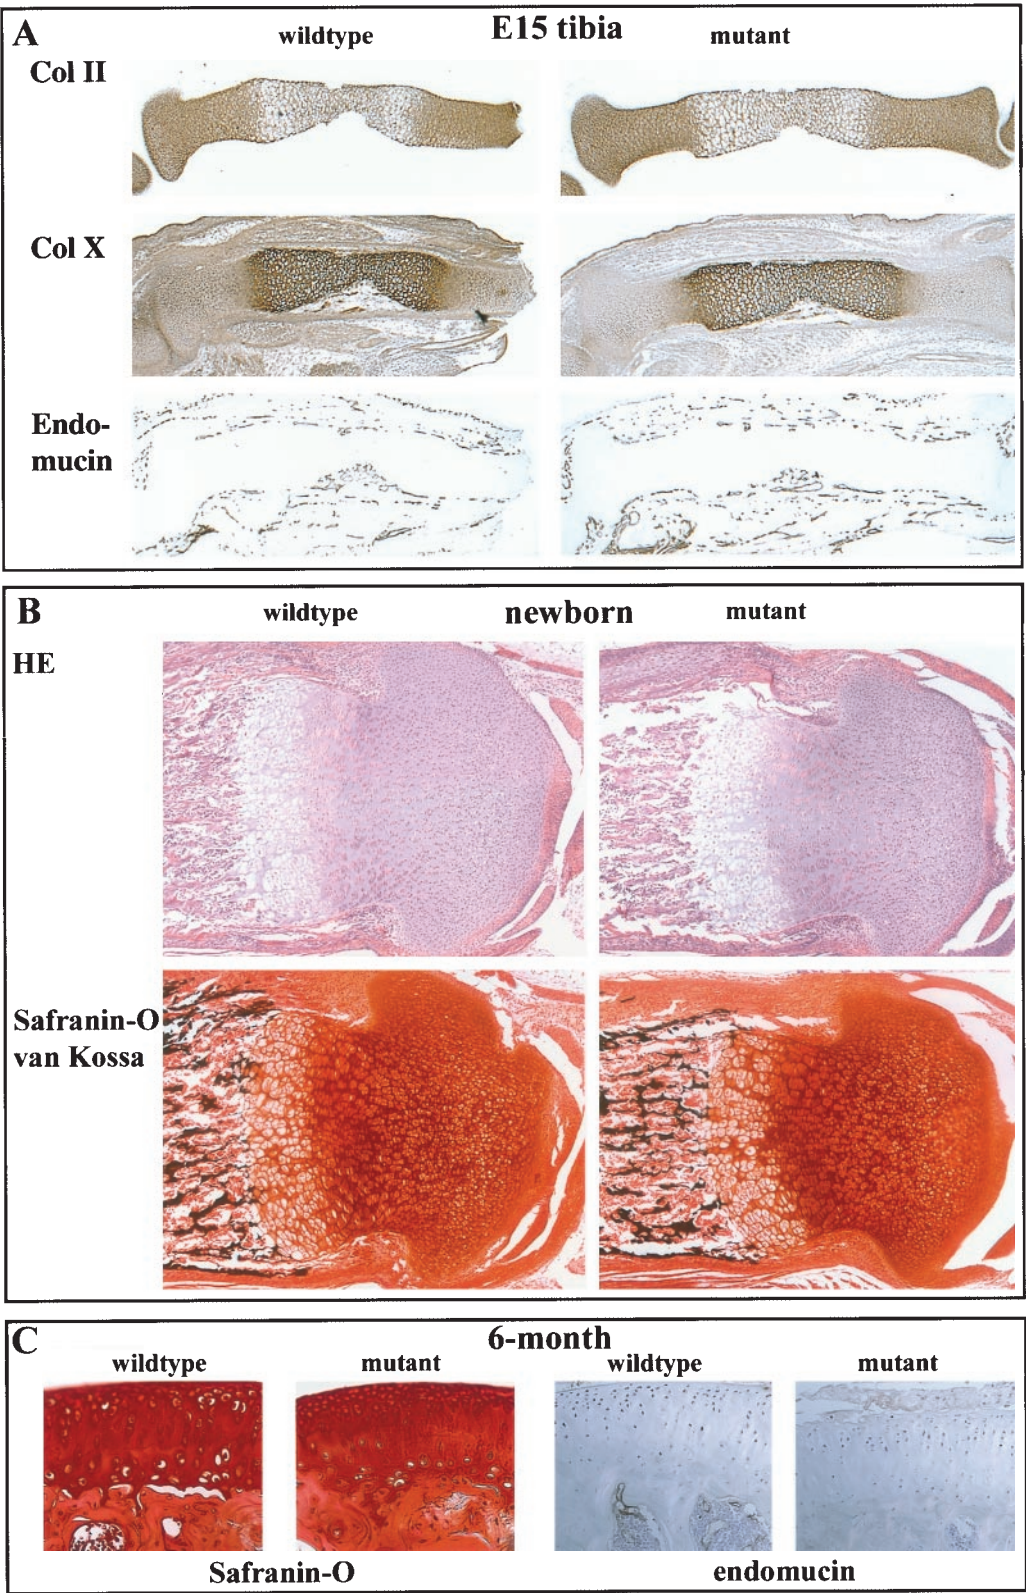 A
E15 tibia
wildtype
mutant
Col II
Col X
Endo-
mucin
B
wildtype
newborn
mutant
HE
Safranin-O
van Kossa
C
6-month
wildtype
mutant
wildtype
mutant
Safranin-O
endomucin